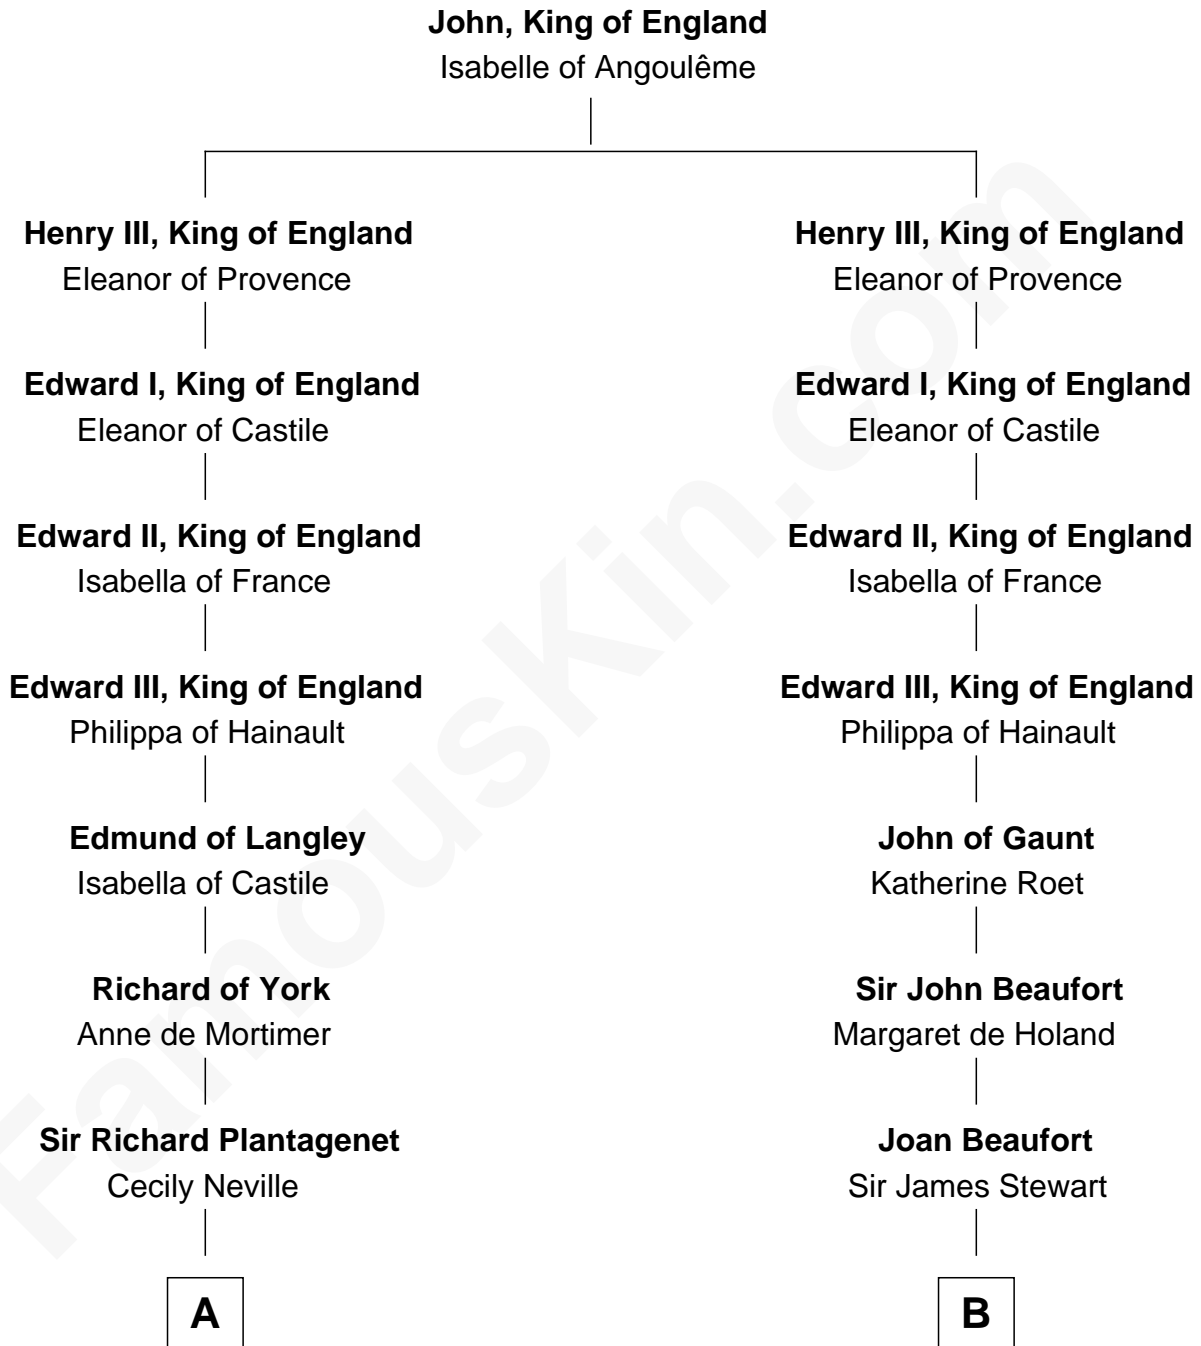 John, King of England
Isabelle of Angoulême
Henry III, King of England
Eleanor of Provence
Edward I, King of England
Eleanor of Castile
Edward II, King of England
Isabella of France
Edward III, King of England
Philippa of Hainault
Edmund of Langley
Isabella of Castile
Richard of York
Anne de Mortimer
Sir Richard Plantagenet
Cecily Neville
A
Henry III, King of England
Eleanor of Provence
Edward I, King of England
Eleanor of Castile
Edward II, King of England
Isabella of France
Edward III, King of England
Philippa of Hainault
John of Gaunt
Katherine Roet
Sir John Beaufort
Margaret de Holand
Joan Beaufort
Sir James Stewart
B
FamousKin.com